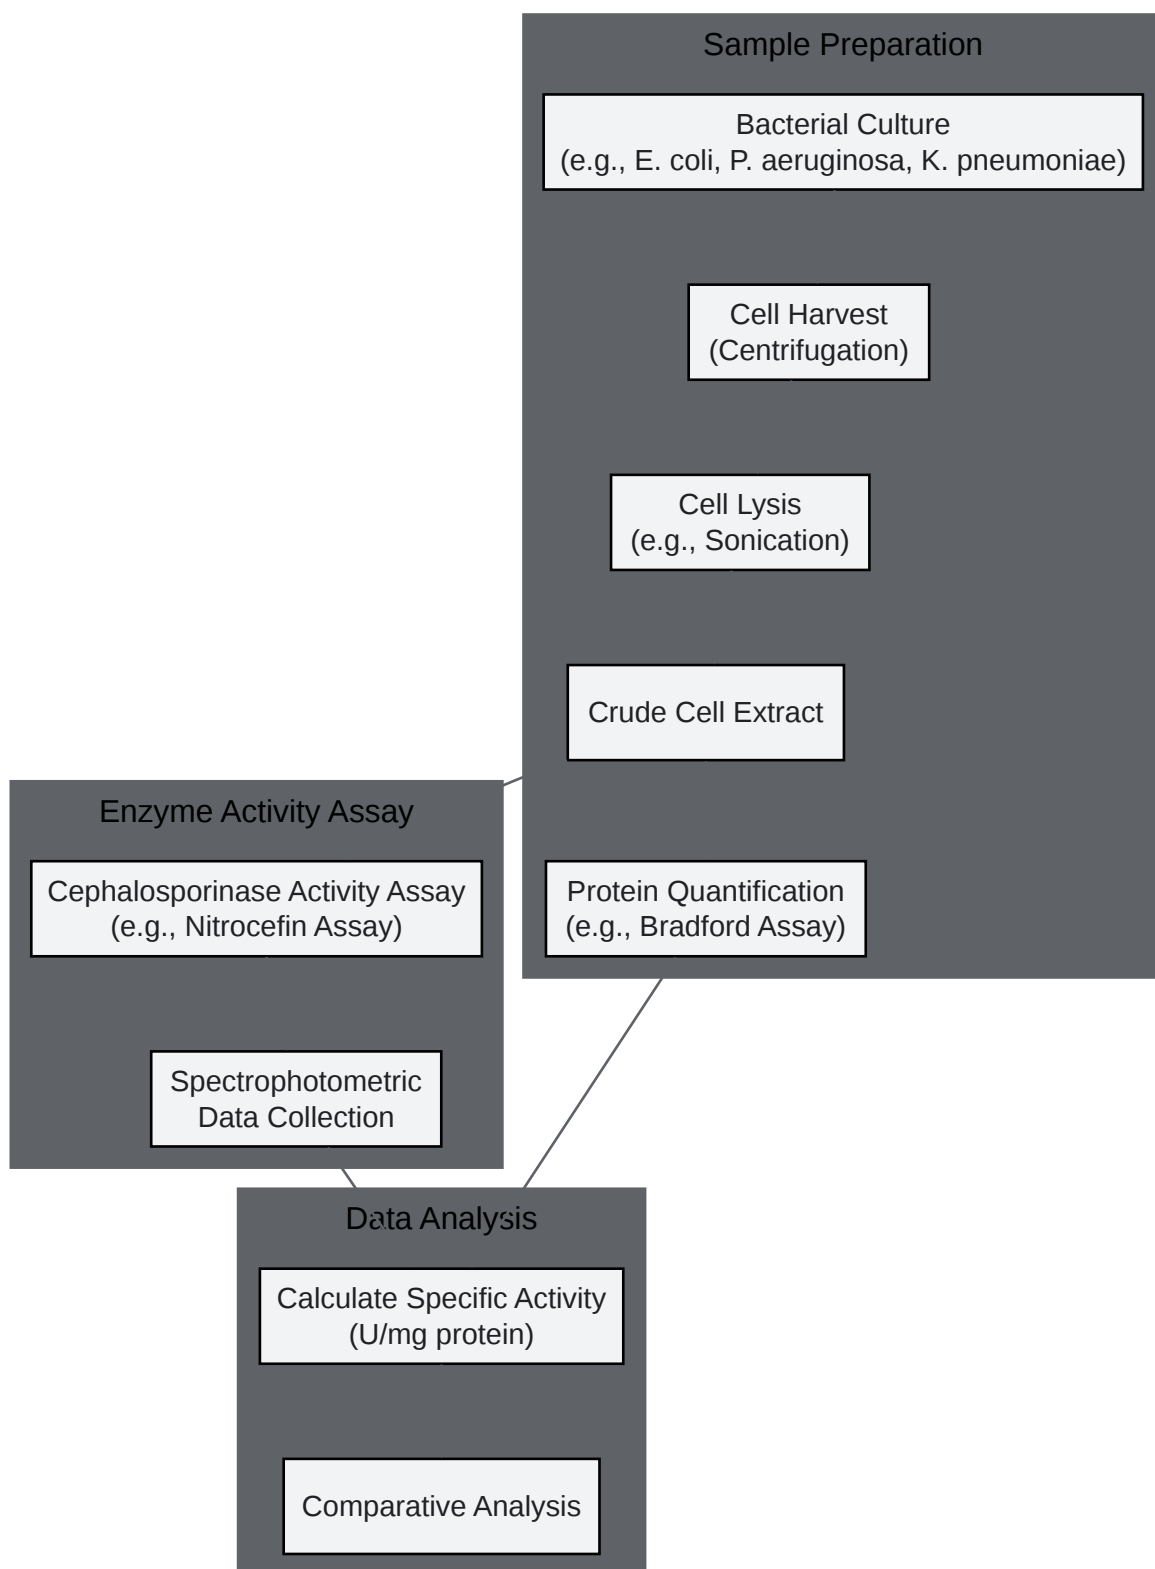 Sample Preparation
Bacterial Culture
(e.g., E. coli, P. aeruginosa, K. pneumoniae)
Cell Harvest
(Centrifugation)
Cell Lysis
(e.g., Sonication)
Crude Cell Extract
Enzyme Activity Assay
Cephalosporinase Activity Assay
(e.g., Nitrocefin Assay)
Protein Quantification
(e.g., Bradford Assay)
Spectrophotometric
Data Collection
Data Analysis
Calculate Specific Activity
(U/mg protein)
Comparative Analysis